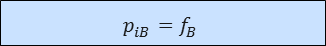 p_{iB} = f_B